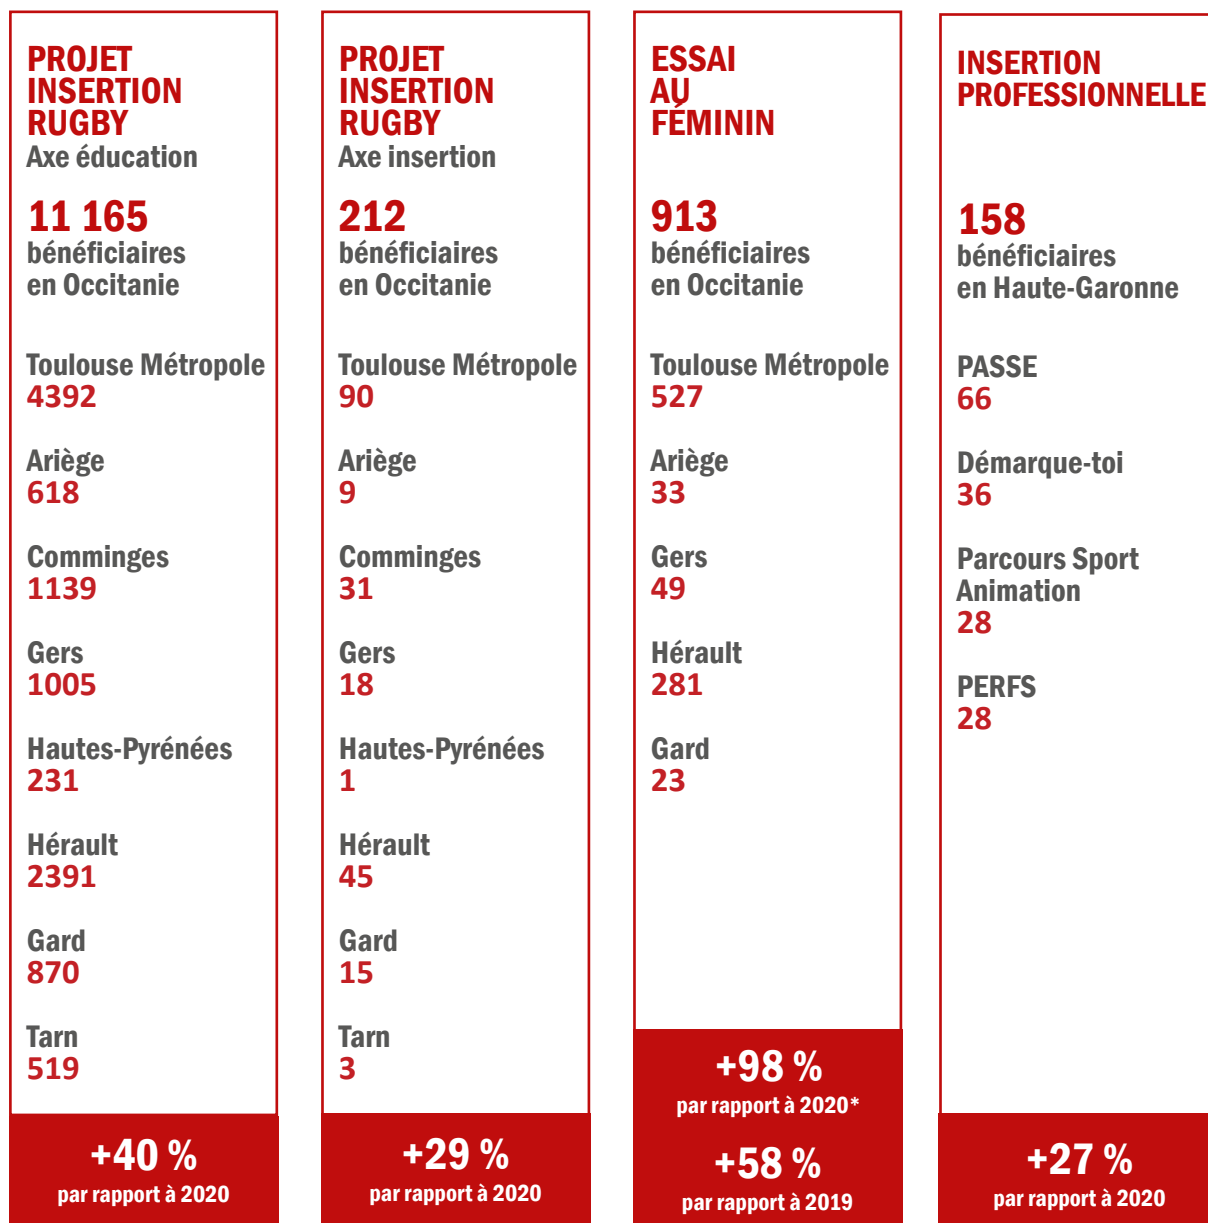 PROJET
INSERTION
RUGBY
Axe éducation
11 165
bénéficiaires
en Occitanie
Toulouse Métropole
4392
Ariège
618
Comminges
1139
Gers
1005
Hautes-Pyrénées
231
Hérault
2391
Gard
870
Tarn
519
+40 %
par rapport à 2020
PROJET
INSERTION
RUGBY
Axe insertion
212
bénéficiaires
en Occitanie
Toulouse Métropole
90
Ariège
9
Comminges
31
Gers
18
Hautes-Pyrénées
1
Hérault
45
Gard
15
Tarn
3
+29 %
par rapport à 2020
ESSAI
AU
FÉMININ
913
bénéficiaires
en Occitanie
Toulouse Métropole
527
Ariège
33
Gers
49
Hérault
281
Gard
23
+98 %
par rapport à 2020*
+58 %
par rapport à 2019
INSERTION
PROFESSIONNELLE
158
bénéficiaires
en Haute-Garonne
PASSE
66
Démarque-toi
36
Parcours Sport
Animation
28
PERFS
28
+27 %
par rapport à 2020